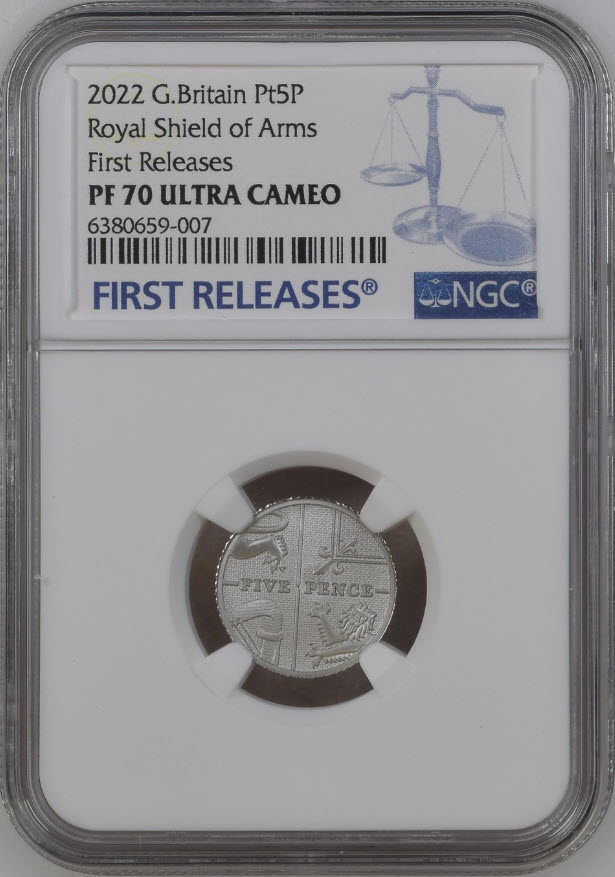 2022 G.Britain Pt5P
Royal Shield of Arms
First Releases
PF 70 ULTRA CAMEO
6380659-007
FIRST RELEASES®
NGC®
FIVE PENCE